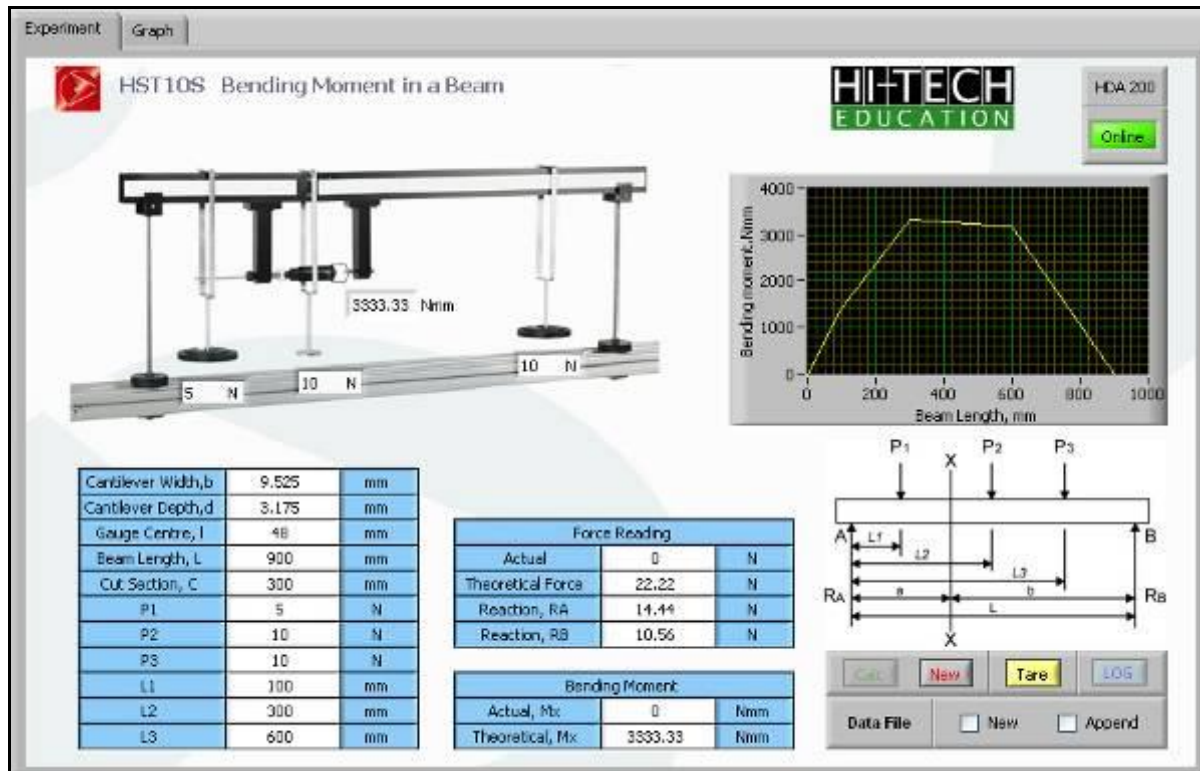 Experiment Graph
HST10S Bending Moment in a Beam
HI-TECH
EDUCATION
HDA 200
Online
3333.33 Nmm
5 N
10 N
10 N
Bending moment,Nmm
4000
3000
2000
1000
0
0 200 400 600 800 1000
Beam Length, mm
Cantilever Width,b 9.525 mm
Cantilever Depth,d 3.175 mm
Gauge Centre, l 48 mm
Beam Length, L 900 mm
Cut Section, C 300 mm
P1 5 N
P2 10 N
P3 10 N
L1 100 mm
L2 300 mm
L3 600 mm
Force Reading
Actual 0 N
Theoretical Force 22.22 N
Reaction, RA 14.44 N
Reaction, RB 10.56 N
Bending Moment
Actual, Mx 0 Nmm
Theoretical, Mx 3333.33 Nmm
P1 X P2 P3
A L1 B
L2
L3
RA a b RB
L
X
Calc New Tare LOG
Data File New Append